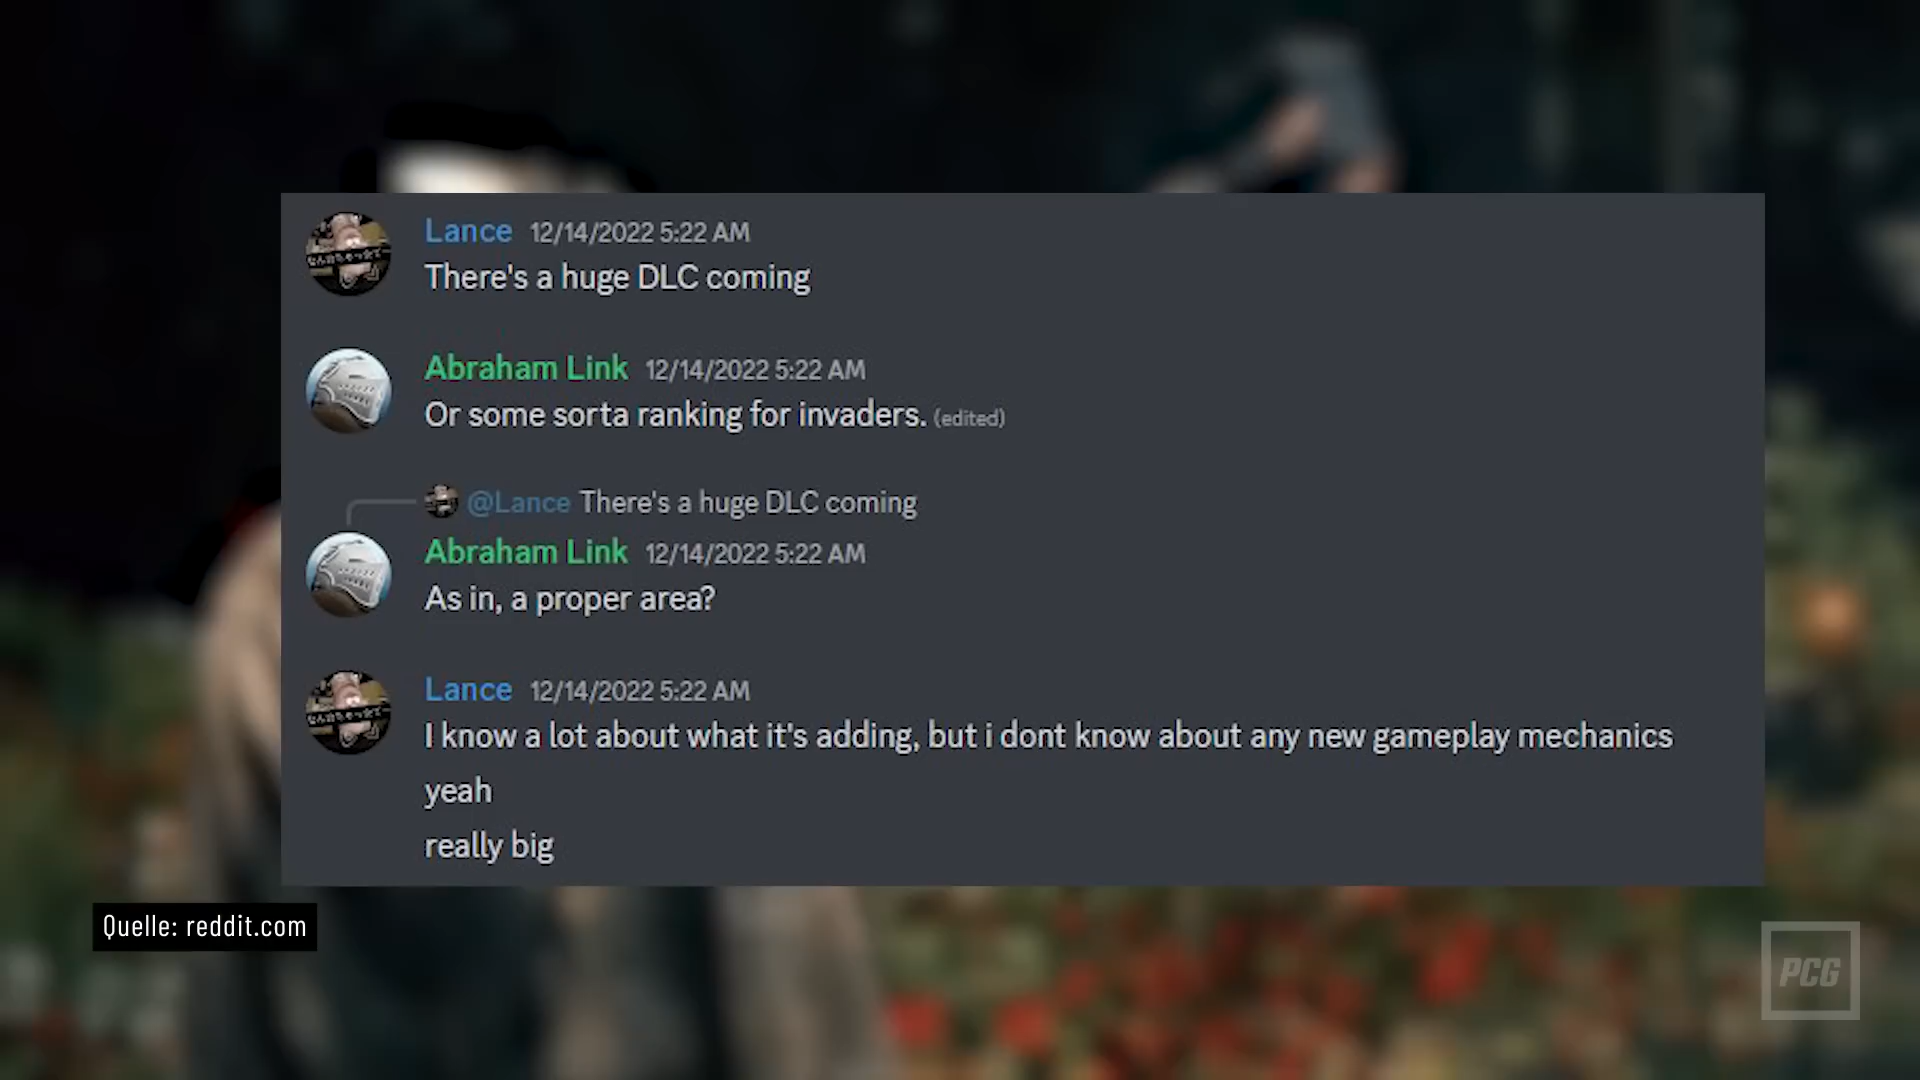 Lance 12/14/2022 5:22 AM
There's a huge DLC coming
Abraham Link 12/14/2022 5:22 AM
Or some sorta ranking for invaders. (edited)
@Lance There's a huge DLC coming
Abraham Link 12/14/2022 5:22 AM
As in, a proper area?
Lance 12/14/2022 5:22 AM
I know a lot about what it's adding, but i dont know about any new gameplay mechanics
yeah
really big
Quelle: reddit.com
PCG